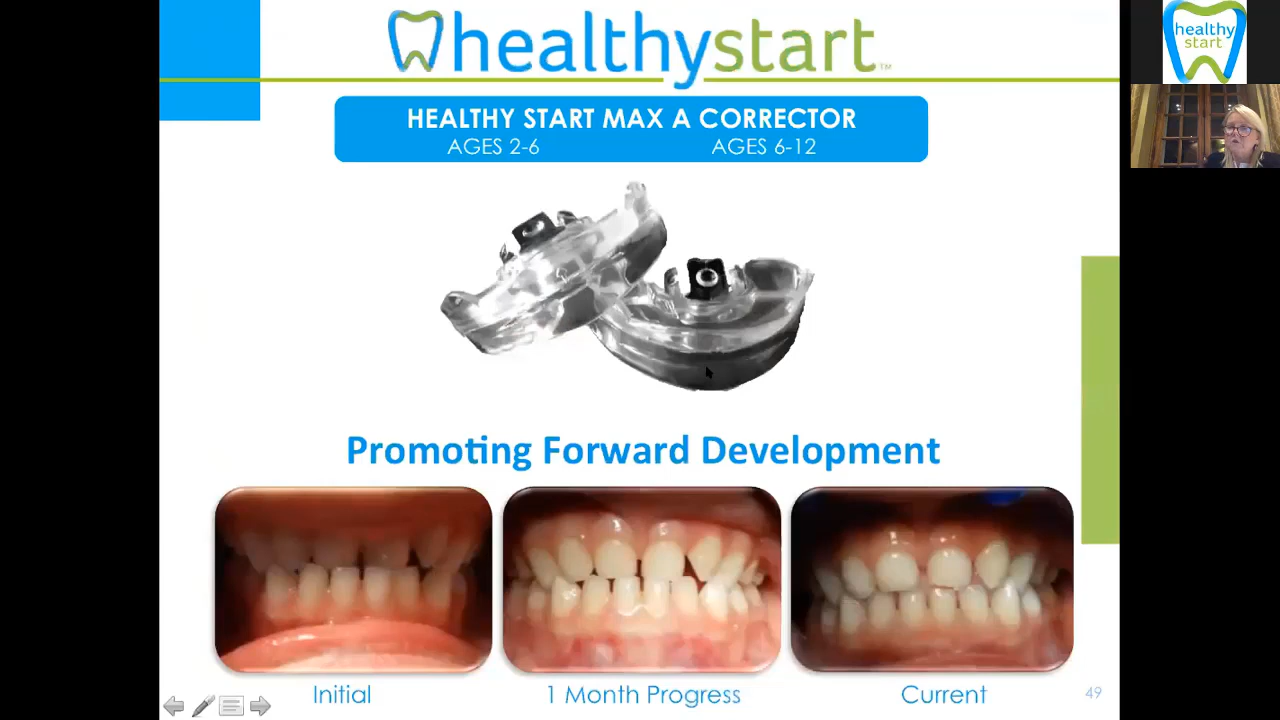 healthystart™
HEALTHY START MAX A CORRECTOR
AGES 2-6 AGES 6-12
Promoting Forward Development
Initial 1 Month Progress Current
49
healthy
start